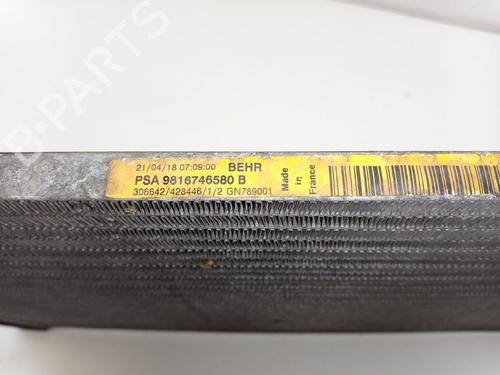 21/04/18 07:09:00 BEHR
PSA 9816746580 B
306642/428446/1/2 GN789001
Made
in
France
B-PARTS